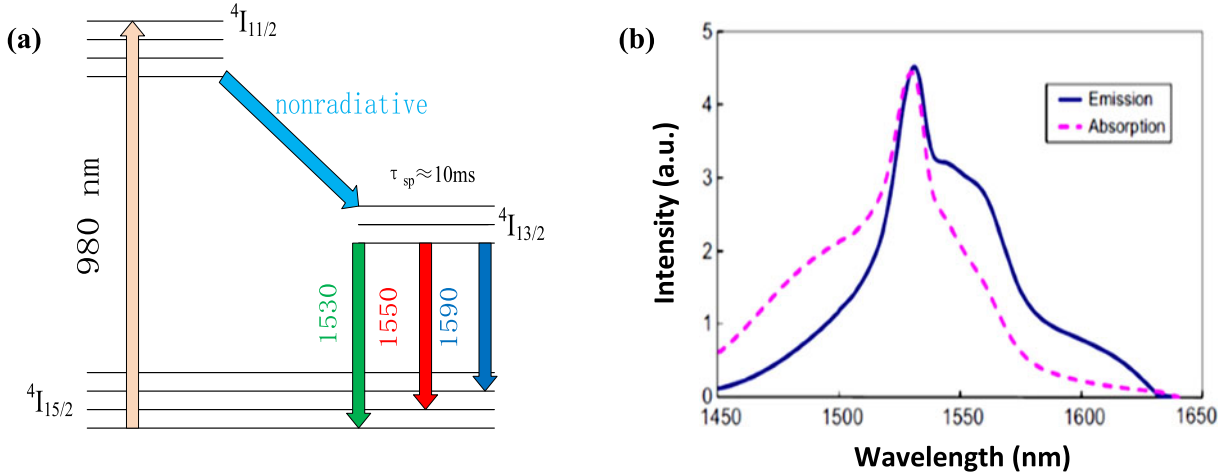 (a)
⁴I₁₁/₂
nonradiative
980 nm
τ sp≈10ms
⁴I₁₃/₂
1530
1550
1590
⁴I₁₅/₂
(b)
Intensity (a.u.)
5
4
3
2
1
0
Emission
Absorption
1450
1500
1550
1600
1650
Wavelength (nm)